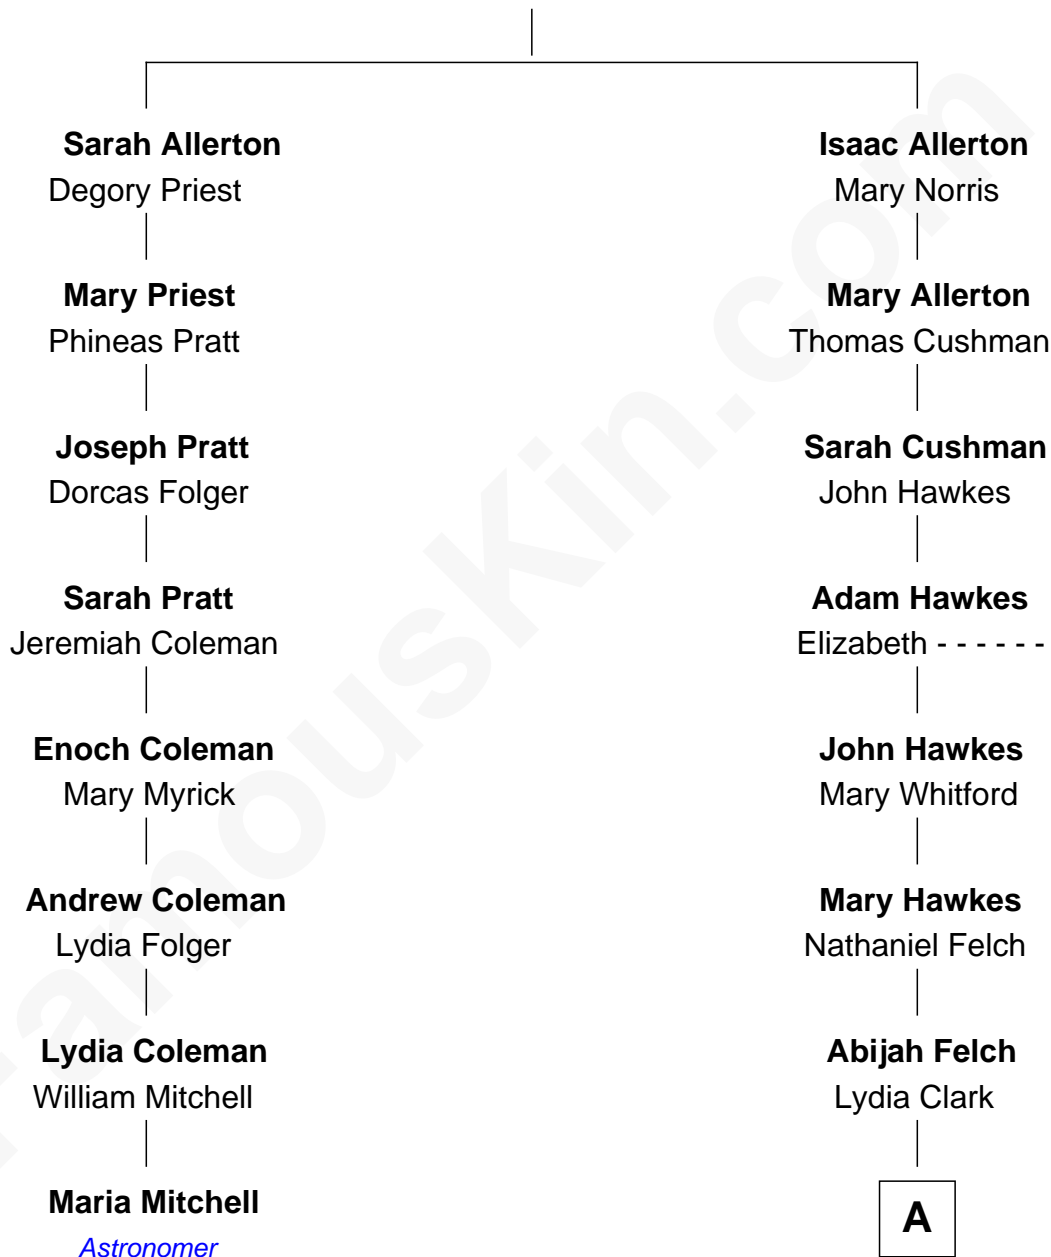 Sarah Allerton
Degory Priest
Mary Priest
Phineas Pratt
Joseph Pratt
Dorcas Folger
Sarah Pratt
Jeremiah Coleman
Enoch Coleman
Mary Myrick
Andrew Coleman
Lydia Folger
Lydia Coleman
William Mitchell
Maria Mitchell
Astronomer
Isaac Allerton
Mary Norris
Mary Allerton
Thomas Cushman
Sarah Cushman
John Hawkes
Adam Hawkes
Elizabeth - - - - - -
John Hawkes
Mary Whitford
Mary Hawkes
Nathaniel Felch
Abijah Felch
Lydia Clark
A
FamousKin.com